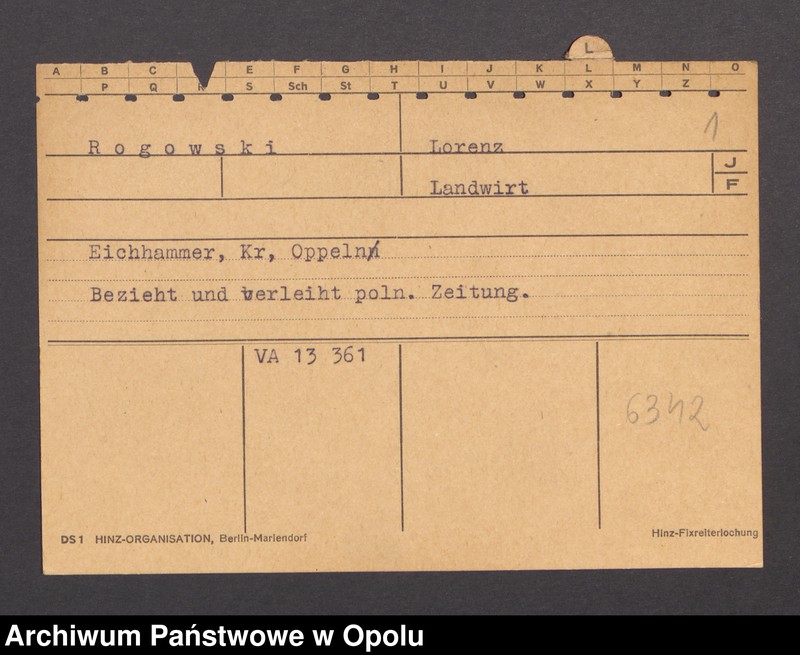 L
A B C E F G H I J K L M N O
P Q R S Sch St T U V W X Y Z
1
Rogowski Lorenz
Landwirt
J
F
Eichhammer, Kr, Oppeln
Bezieht und verleiht poln. Zeitung.
VA 13 361
6342
DS 1 HINZ-ORGANISATION, Berlin-Mariendorf Hinz-Fixreiterlochung
Archiwum Państwowe w Opolu